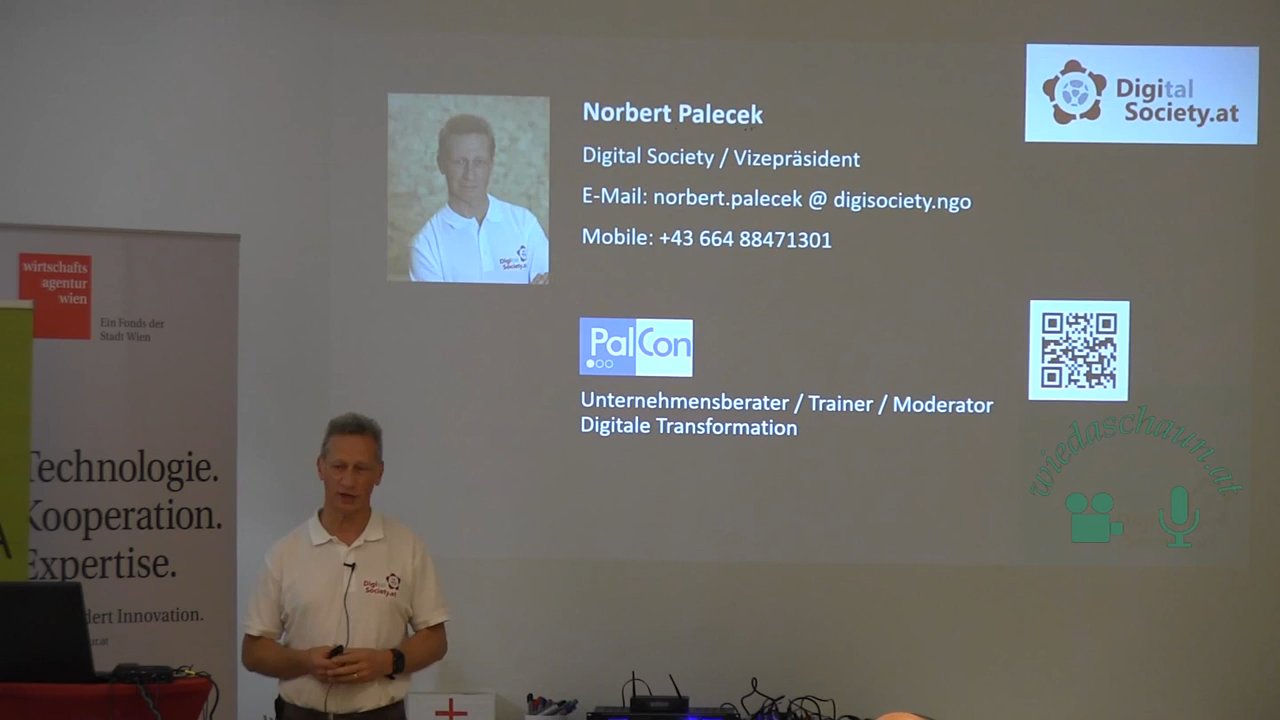 Norbert Palecek
Digital Society / Vizepräsident
E-Mail: norbert.palecek @ digisociety.ngo
Mobile: +43 664 88471301
Digital
Society.at
PalCon
Unternehmensberater / Trainer / Moderator
Digitale Transformation
wiedaschaun.at
wirtschafts
agentur
wien
Ein Fonds der
Stadt Wien
Technologie.
Kooperation.
Expertise.
Innovation.
Digital
Society.at